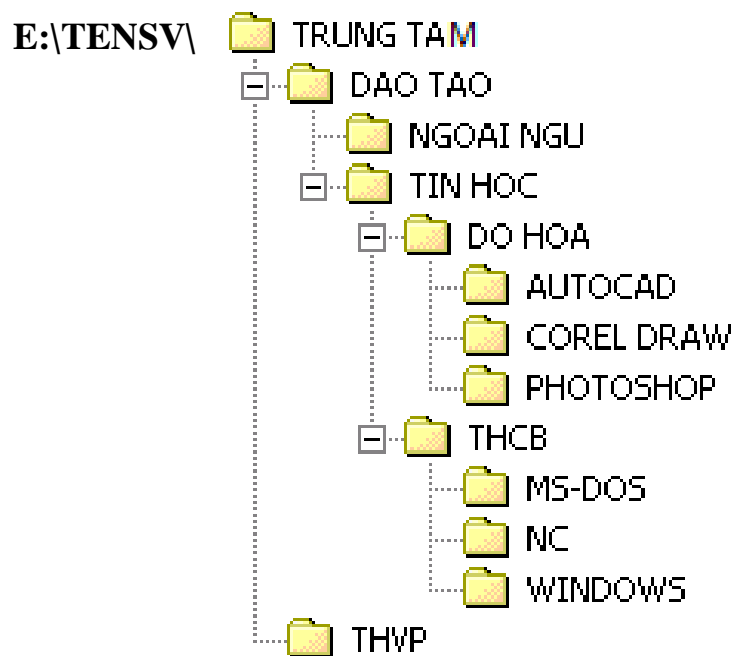 E:\TENSV\ TRUNG TAM
DAO TAO
NGOAI NGU
TIN HOC
DO HOA
AUTOCAD
COREL DRAW
PHOTOSHOP
THCB
MS-DOS
NC
WINDOWS
THVP